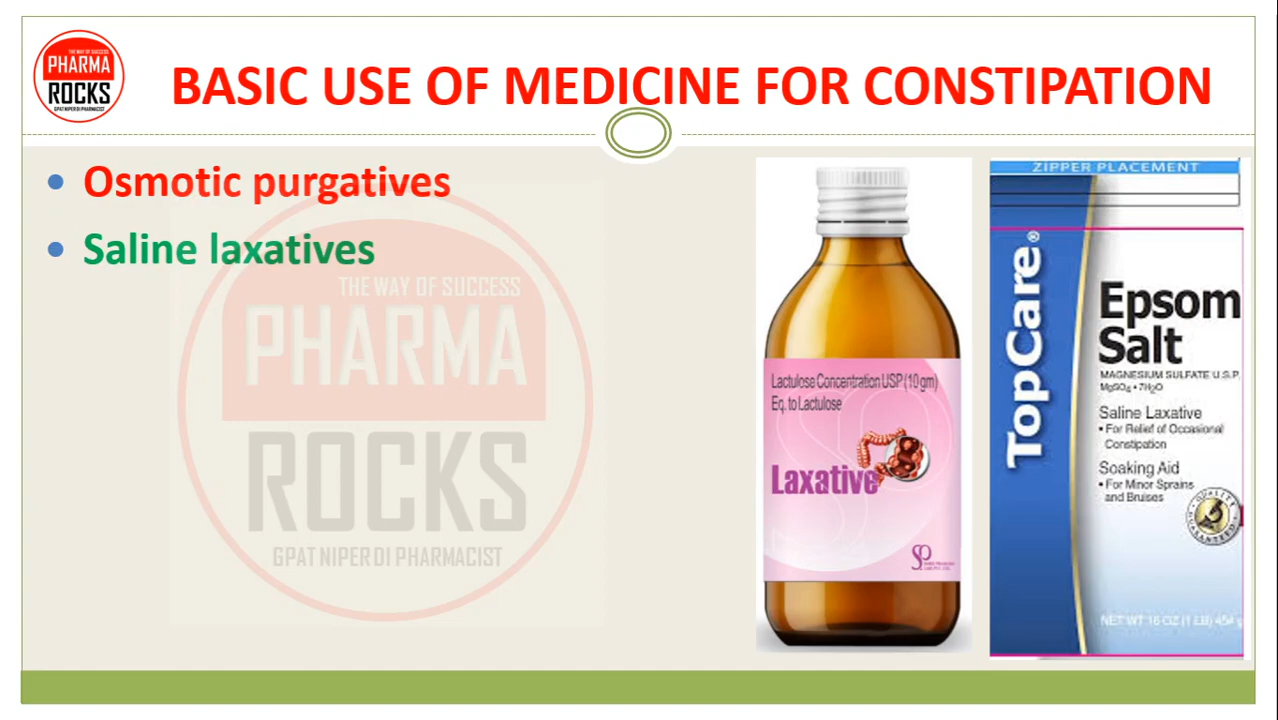 THE WAY OF SUCCESS
PHARMA
ROCKS
GPAT NIPER DI PHARMACIST
BASIC USE OF MEDICINE FOR CONSTIPATION
• Osmotic purgatives
• Saline laxatives
THE WAY OF SUCCESS
PHARMA
ROCKS
GPAT NIPER DI PHARMACIST
Lactulose Concentration USP (10 gm)
Eq. to Lactulose
Laxative
ZIPPER PLACEMENT
TopCare®
Epsom
Salt
MAGNESIUM SULFATE U.S.P.
MgSO4 • 7H2O
Saline Laxative
• For Relief of Occasional
Constipation
Soaking Aid
• For Minor Sprains
and Bruises
QUALITY
GUARANTEED
NET WT 16 OZ (1 LB) 454 g